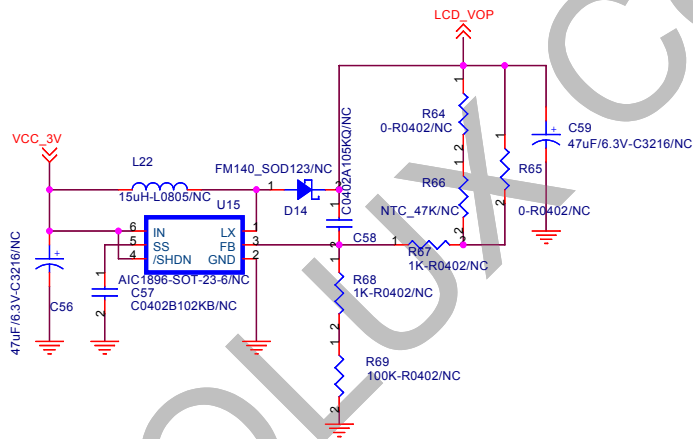 LCD_VOP
VCC_3V
L22
15uH-L0805/NC
FM140_SOD123/NC
1
2
D14
C0402A105KQ/NC
1
2
C58
1
R64
0-R0402/NC
2
1
R66
NTC_47K/NC
2
1
R65
2
0-R0402/NC
+
C59
47uF/6.3V-C3216/NC
U15
6 IN LX 1
5 SS FB 3
4 /SHDN GND 2
AIC1896-SOT-23-6/NC
+
C56
47uF/6.3V-C3216/NC
1
C57
C0402B102KB/NC
2
1
R67
2
1K-R0402/NC
1
R68
1K-R0402/NC
2
1
R69
100K-R0402/NC
2
OLUX C